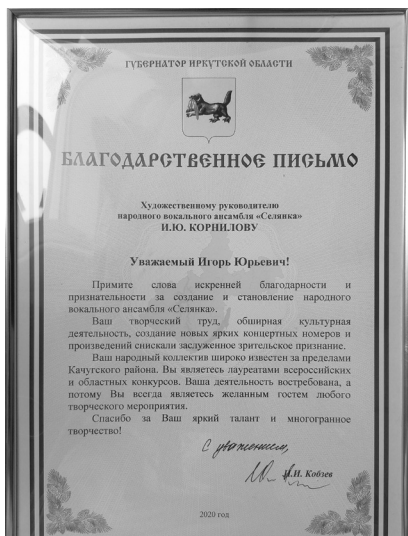 ГУБЕРНАТОР ИРКУТСКОЙ ОБЛАСТИ
БЛАГОДАРСТВЕННОЕ ПИСЬМО
Художественному руководителю
народного вокального ансамбля «Селянка»
И.Ю. КОРНИЛОВУ
Уважаемый Игорь Юрьевич!
Примите слова искренней благодарности и
признательности за создание и становление народного
вокального ансамбля «Селянка».
Ваш творческий труд, обширная культурная
деятельность, создание новых ярких концертных номеров и
произведений снискали заслуженное зрительское признание.
Ваш народный коллектив широко известен за пределами
Качугского района. Вы являетесь лауреатами всероссийских
и областных конкурсов. Ваша деятельность востребована, а
потому Вы всегда являетесь желанным гостем любого
творческого мероприятия.
Спасибо за Ваш яркий талант и многогранное
творчество!
С уважением,
И.И. Кобзев
2020 год